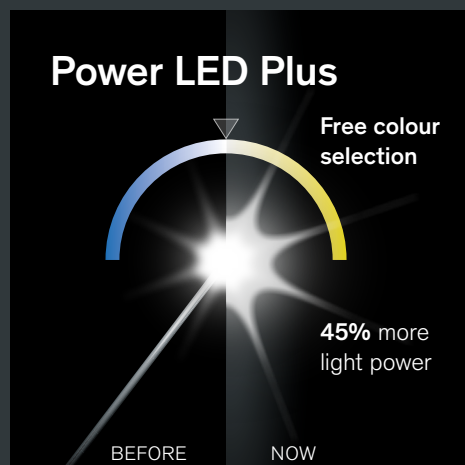 Power LED Plus
Free colour
selection
45% more
light power
BEFORE
NOW